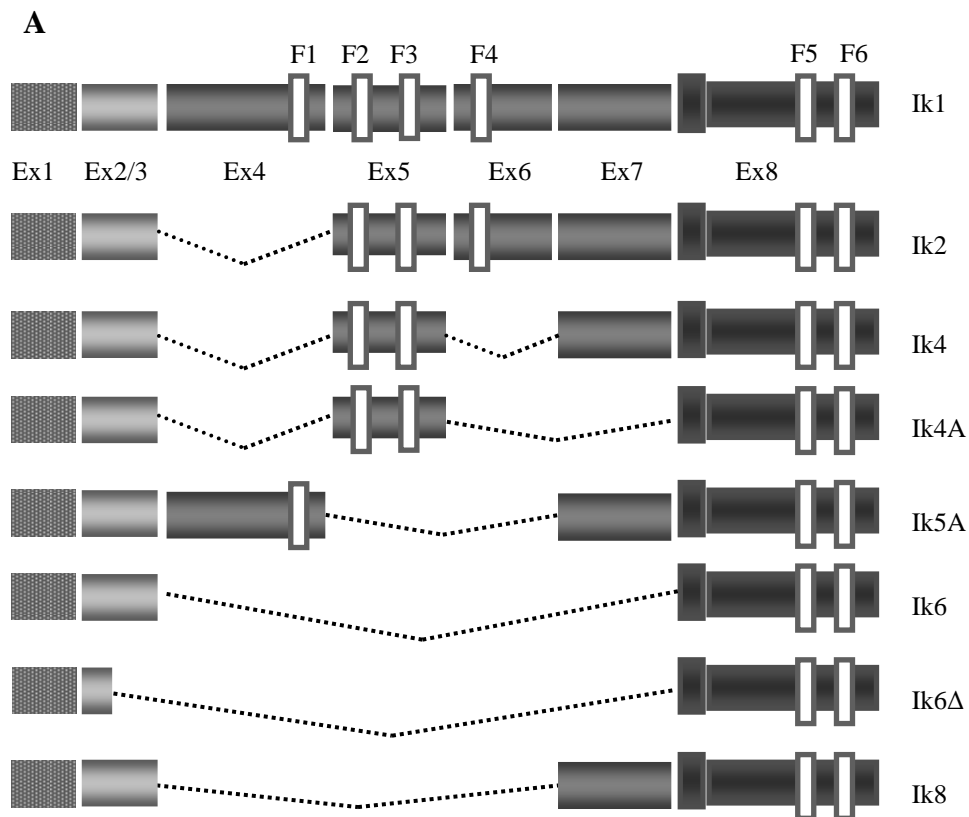 A
F1 F2 F3 F4 F5 F6
Ik1
Ex1 Ex2/3 Ex4 Ex5 Ex6 Ex7 Ex8
Ik2
Ik4
Ik4A
Ik5A
Ik6
Ik6Δ
Ik8